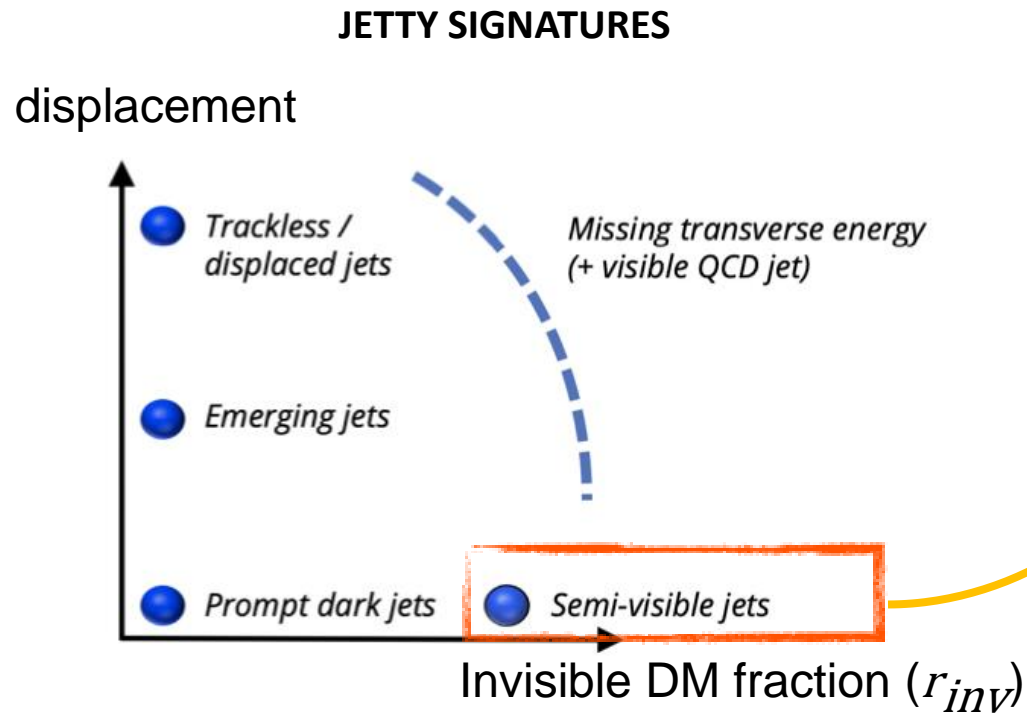 JETTY SIGNATURES
displacement
Trackless /
displaced jets
Missing transverse energy
(+ visible QCD jet)
Emerging jets
Prompt dark jets
Semi-visible jets
Invisible DM fraction (r_inv)